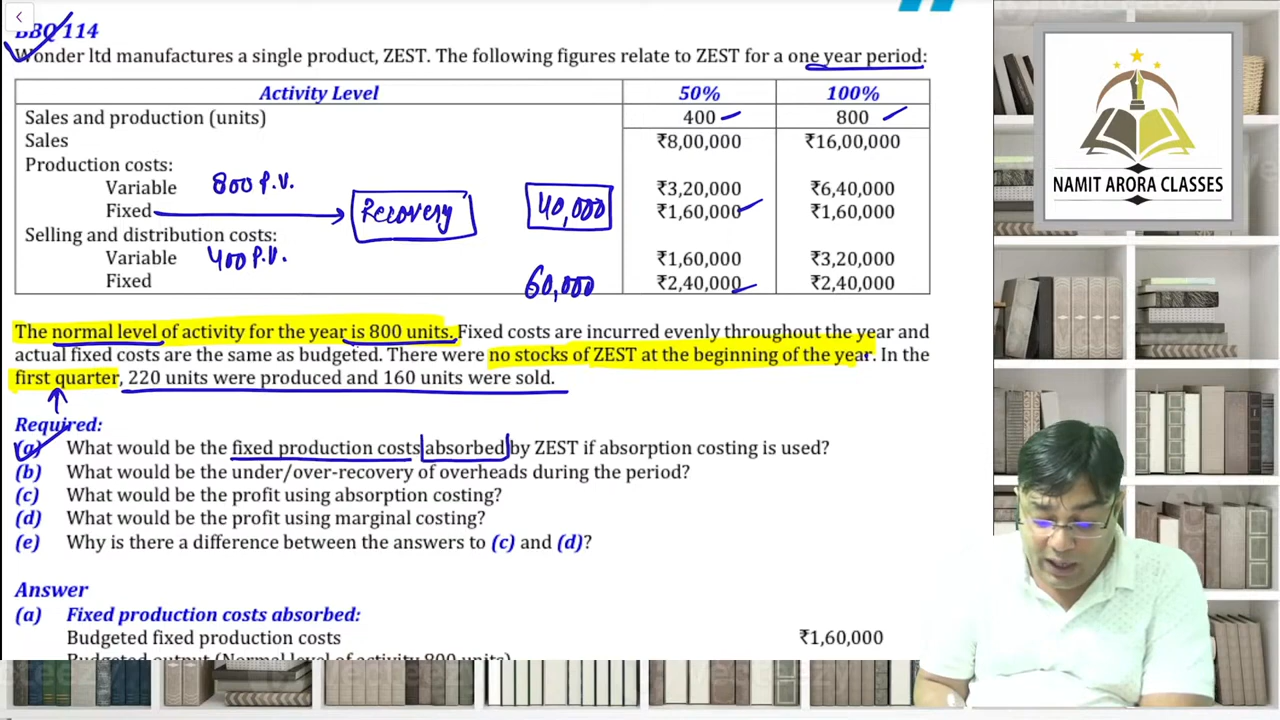 BBQ 114
Wonder ltd manufactures a single product, ZEST. The following figures relate to ZEST for a one year period:
Activity Level 50% 100%
Sales and production (units) 400 800
Sales ₹8,00,000 ₹16,00,000
Production costs:
Variable 800 P.V. ₹3,20,000 ₹6,40,000
Fixed Recovery 40,000 ₹1,60,000 ₹1,60,000
Selling and distribution costs:
Variable 400 P.V. ₹1,60,000 ₹3,20,000
Fixed 60,000 ₹2,40,000 ₹2,40,000
The normal level of activity for the year is 800 units. Fixed costs are incurred evenly throughout the year and
actual fixed costs are the same as budgeted. There were no stocks of ZEST at the beginning of the year. In the
first quarter, 220 units were produced and 160 units were sold.
Required:
(a) What would be the fixed production costs absorbed by ZEST if absorption costing is used?
(b) What would be the under/over-recovery of overheads during the period?
(c) What would be the profit using absorption costing?
(d) What would be the profit using marginal costing?
(e) Why is there a difference between the answers to (c) and (d)?
Answer
(a) Fixed production costs absorbed:
Budgeted fixed production costs ₹1,60,000
Budgeted output (Normal level of activity 800 units)
NAMIT ARORA CLASSES